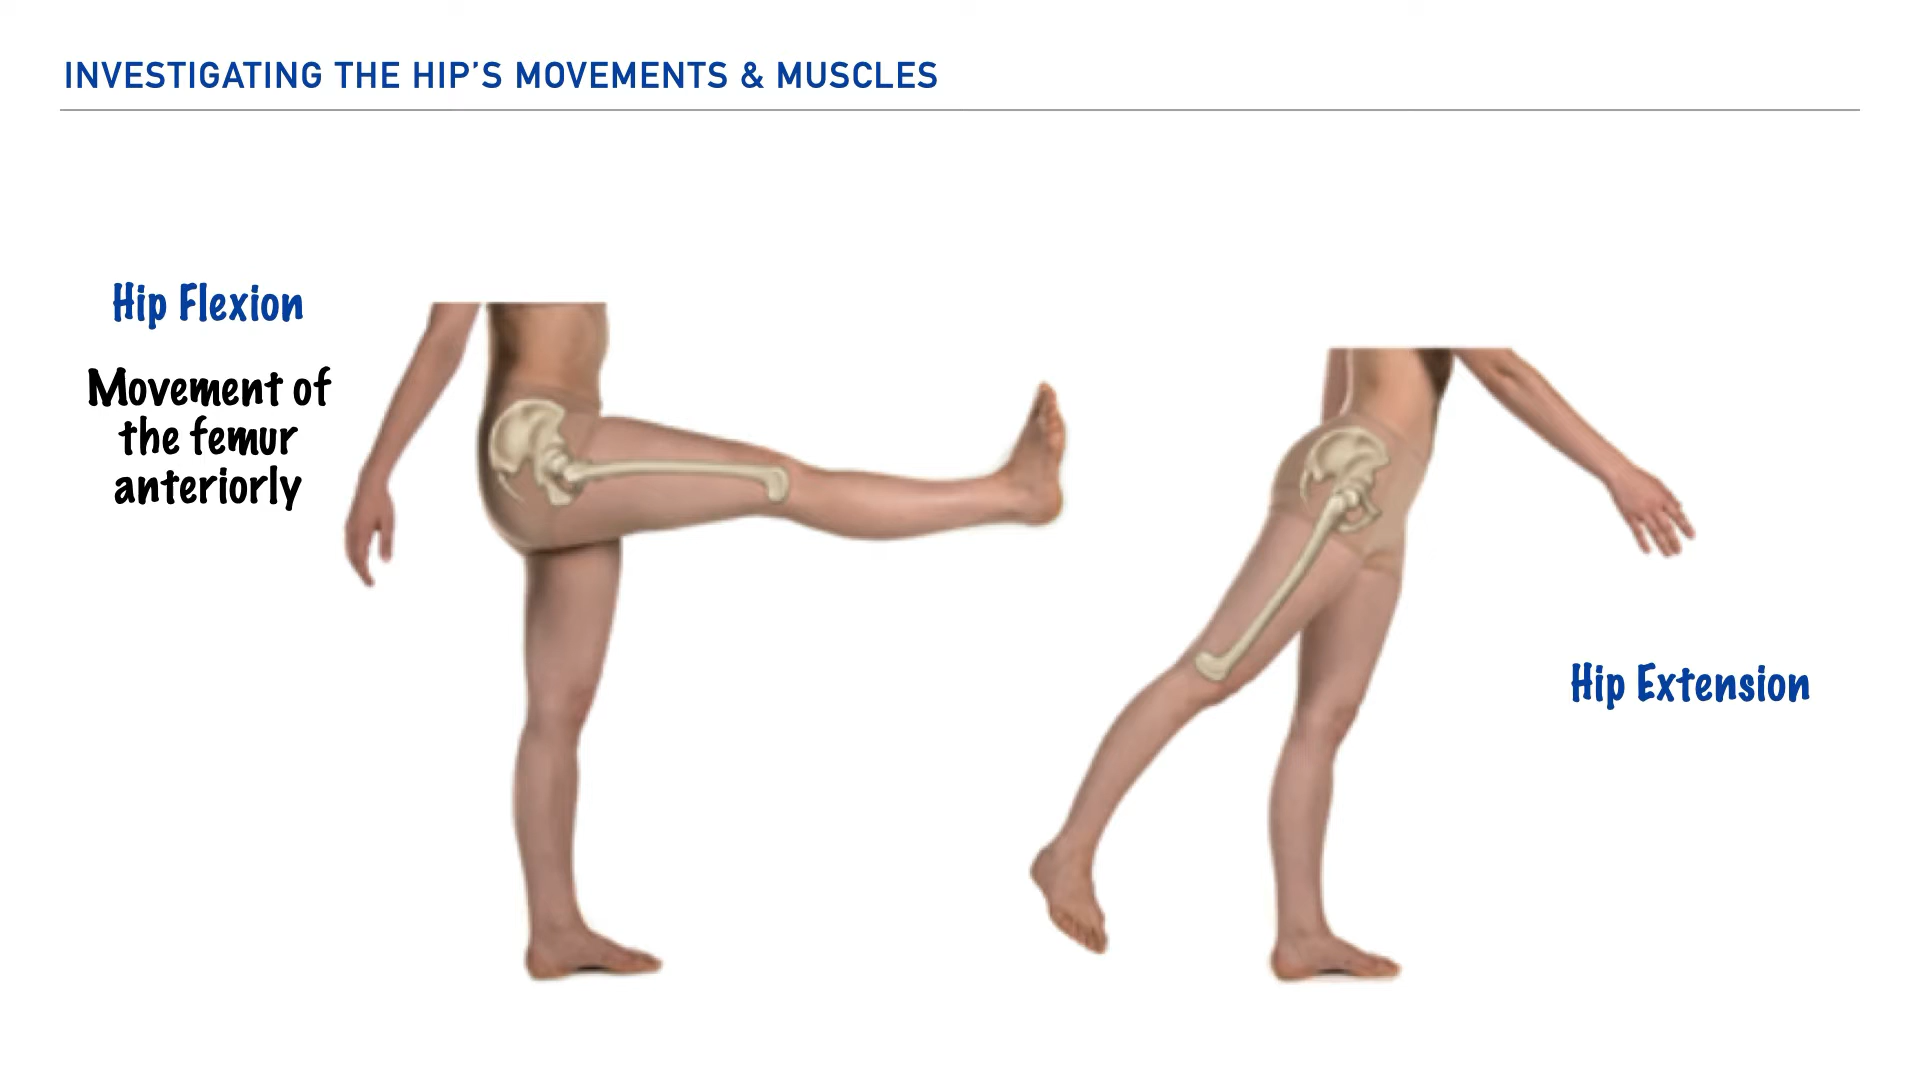 INVESTIGATING THE HIP’S MOVEMENTS & MUSCLES
Hip Flexion
Movement of
the femur
anteriorly
Hip Extension